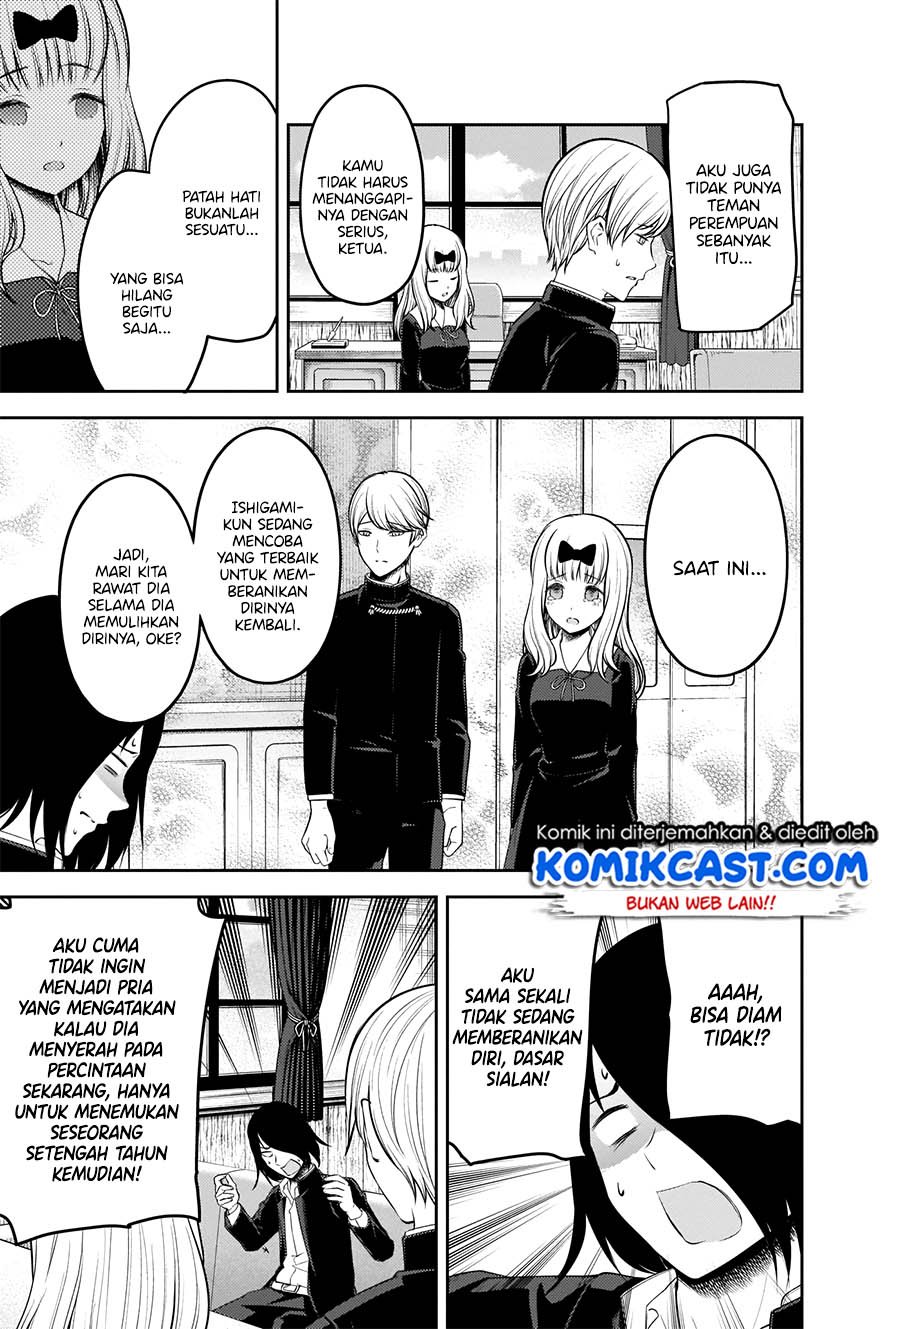 AKU JUGA
TIDAK PUNYA
TEMAN
PEREMPUAN
SEBANYAK
ITU...
KAMU
TIDAK HARUS
MENANGGAPI-
NYA DENGAN
SERIUS,
KETUA.
PATAH HATI
BUKANLAH
SESUATU...
YANG BISA
HILANG
BEGITU
SAJA...
SAAT INI...
ISHIGAMI-
KUN SEDANG
MENCOBA
YANG TERBAIK
UNTUK MEM-
BERANIKAN
DIRINYA
KEMBALI.
JADI,
MARI KITA
RAWAT DIA
SELAMA DIA
MEMULIHKAN
DIRINYA, OKE?
Komik ini diterjemahkan & diedit oleh
KOMIKCAST.COM
BUKAN WEB LAIN!!
AAAH,
BISA DIAM
TIDAK!?
AKU
SAMA SEKALI
TIDAK SEDANG
MEMBERANIKAN
DIRI, DASAR
SIALAN!
AKU CUMA
TIDAK INGIN
MENJADI PRIA
YANG MENGATAKAN
KALAU DIA
MENYERAH PADA
PERCINTAAN
SEKARANG, HANYA
UNTUK MENEMUKAN
SESEORANG
SETENGAH TAHUN
KEMUDIAN!